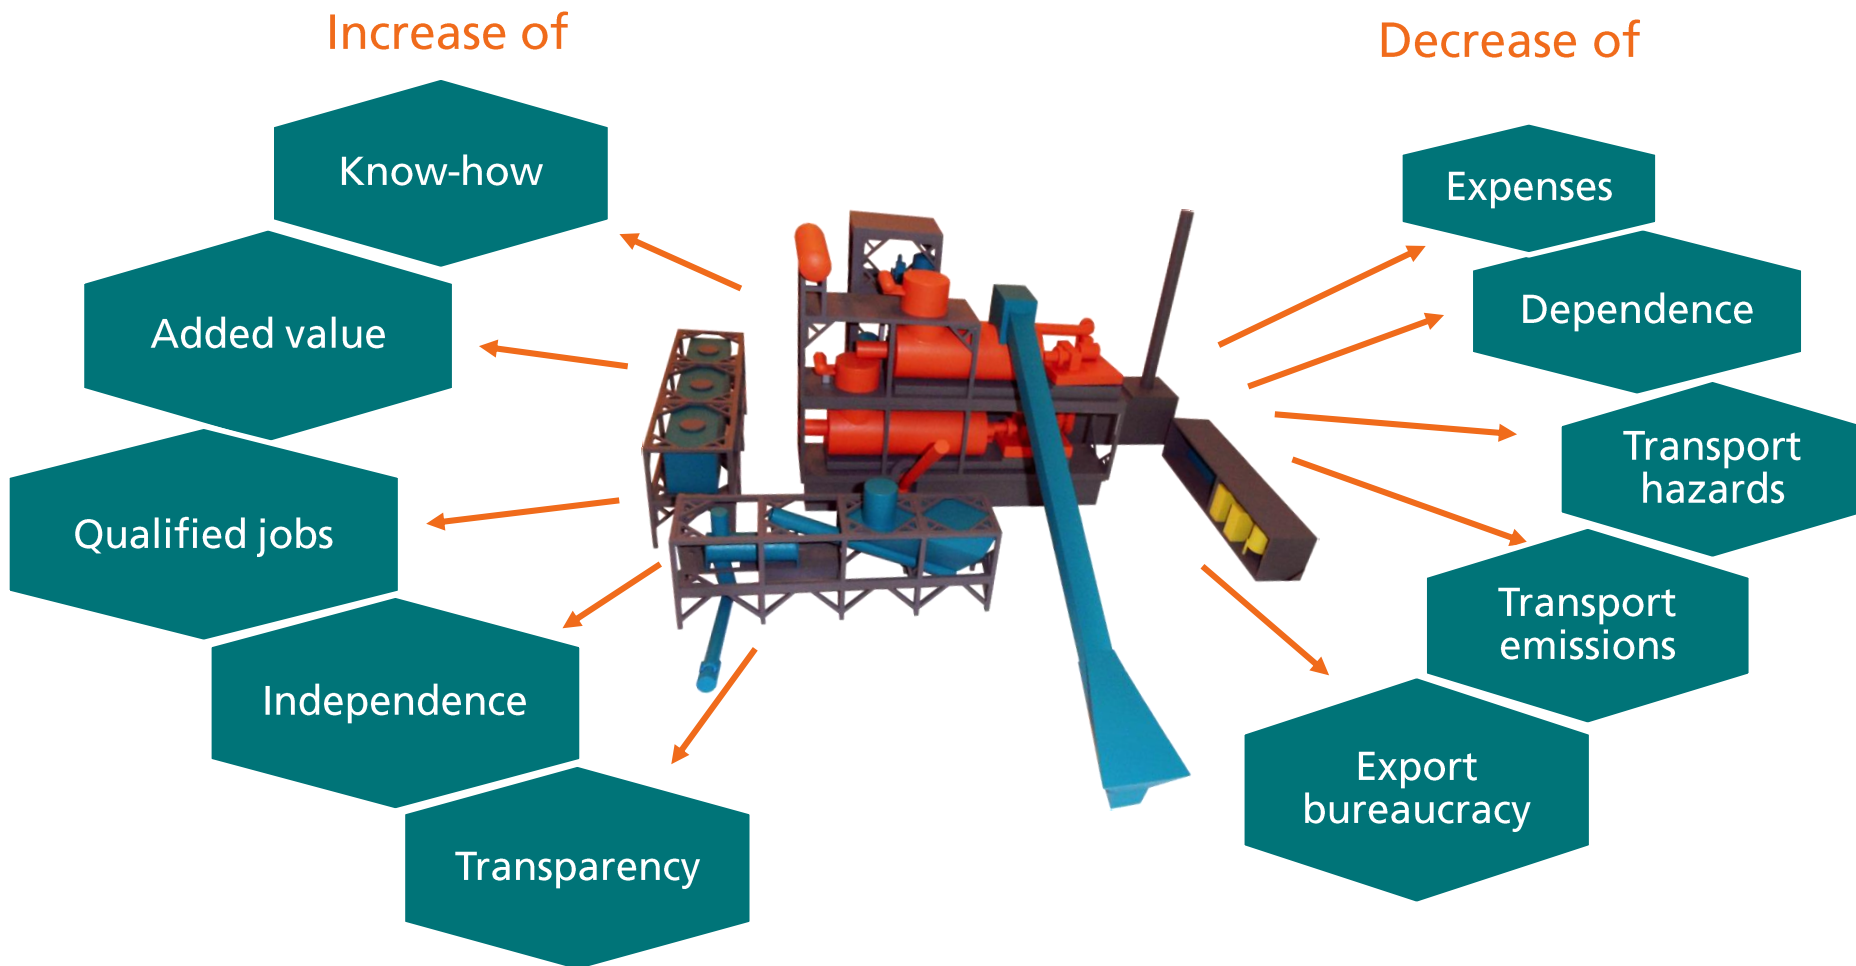 Increase of
Know-how
Added value
Qualified jobs
Independence
Transparency
Decrease of
Expenses
Dependence
Transport
hazards
Transport
emissions
Export
bureaucracy